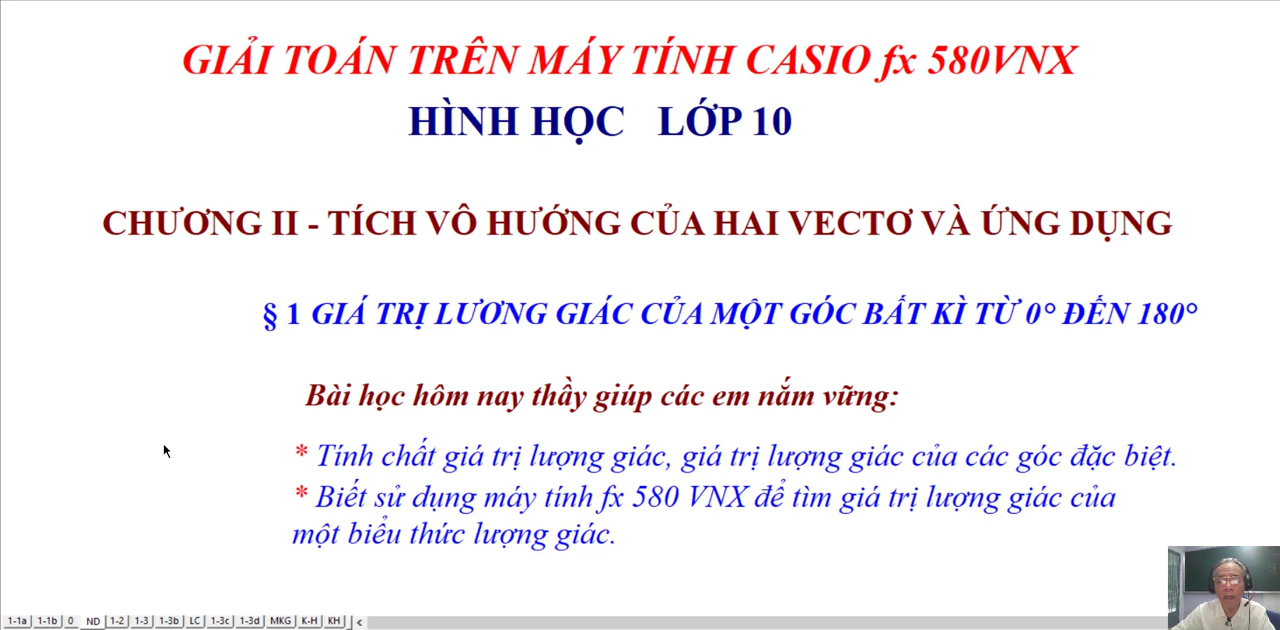 GIẢI TOÁN TRÊN MÁY TÍNH CASIO fx 580VNX
HÌNH HỌC LỚP 10
CHƯƠNG II - TÍCH VÔ HƯỚNG CỦA HAI VECTƠ VÀ ỨNG DỤNG
§ 1 GIÁ TRỊ LƯƠNG GIÁC CỦA MỘT GÓC BẤT KÌ TỪ 0° ĐẾN 180°
Bài học hôm nay thầy giúp các em nắm vững:
* Tính chất giá trị lượng giác, giá trị lượng giác của các góc đặc biệt.
* Biết sử dụng máy tính fx 580 VNX để tìm giá trị lượng giác của
một biểu thức lượng giác.
1-1a 1-1b 0 ND 1-2 1-3 1-3b LC 1-3c 1-3d MKG K-H KH <